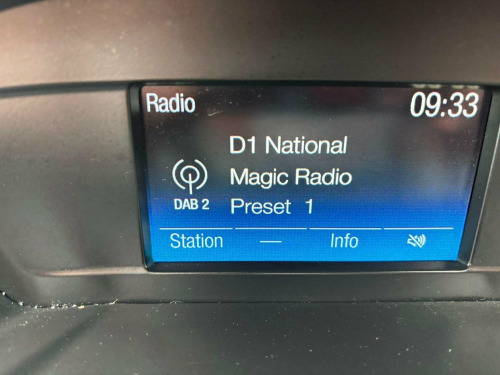 Radio 09:33
D1 National
Magic Radio
DAB 2 Preset 1
Station — Info